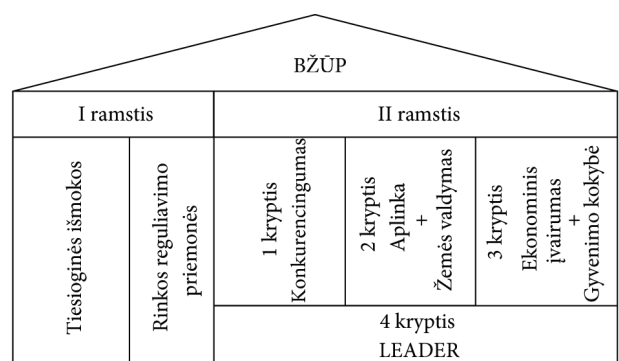 BŽŪP
I ramstis
II ramstis
Tiesioginės išmokos
Rinkos reguliavimo
priemonės
1 kryptis
Konkurencingumas
2 kryptis
Aplinka
+
Žemės valdymas
3 kryptis
Ekonominis
įvairumas
+
Gyvenimo kokybė
4 kryptis
LEADER